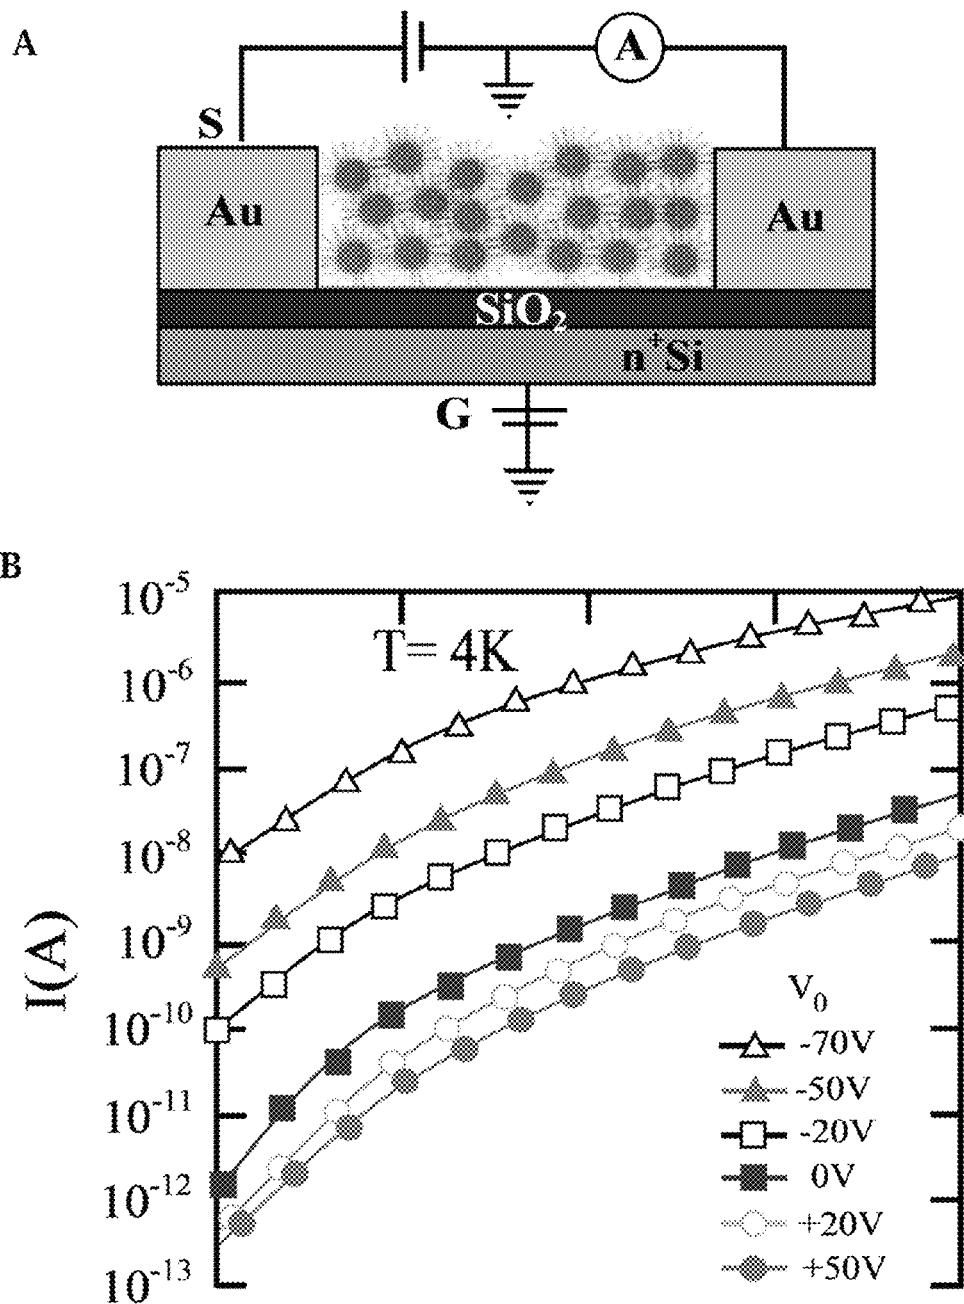 A
A
S
Au
Au
SiO₂
n⁺Si
G
B
T= 4K
I(A)
10⁻⁵
10⁻⁶
10⁻⁷
10⁻⁸
10⁻⁹
10⁻¹⁰
10⁻¹¹
10⁻¹²
10⁻¹³
V₀
-70V
-50V
-20V
0V
+20V
+50V